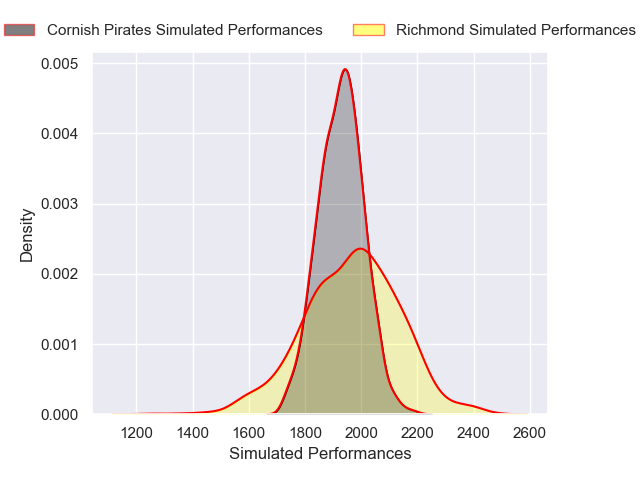 Cornish Pirates Simulated Performances
Richmond Simulated Performances
0.005
0.004
0.003
0.002
0.001
0.000
Density
1200 1400 1600 1800 2000 2200 2400 2600
Simulated Performances